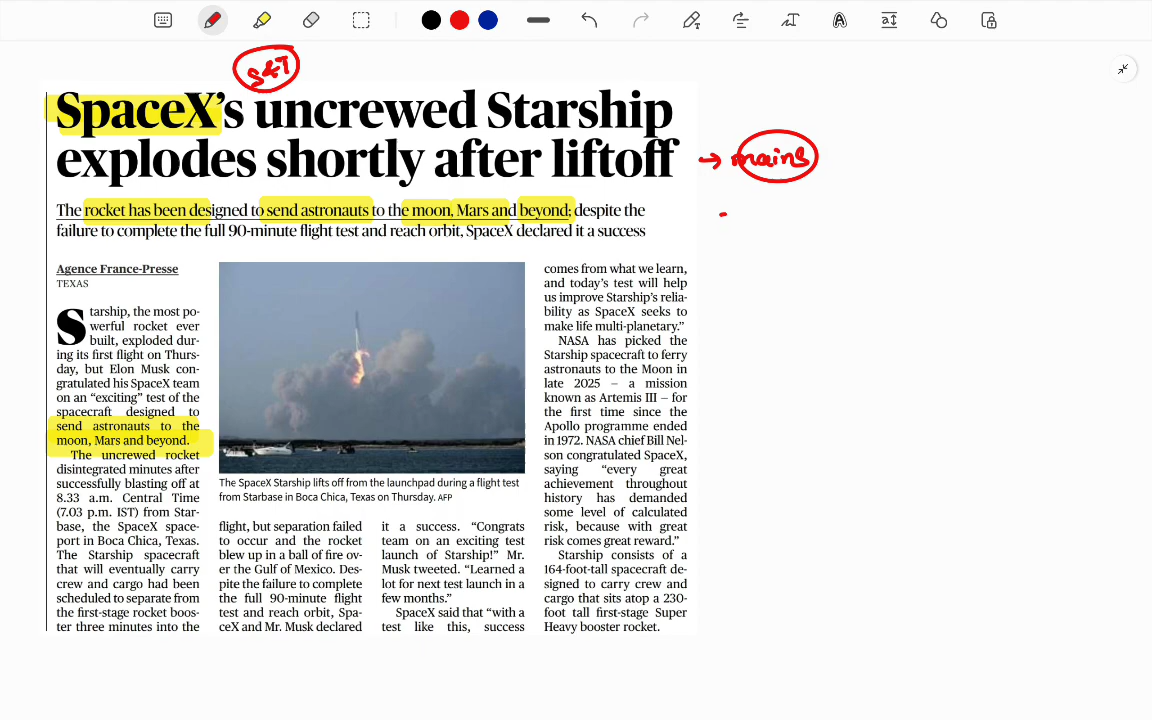 S&T
SpaceX's uncrewed Starship
explodes shortly after liftoff
→ mains
The rocket has been designed to send astronauts to the moon, Mars and beyond; despite the
failure to complete the full 90-minute flight test and reach orbit, SpaceX declared it a success
Agence France-Presse
TEXAS
Starship, the most po-
werful rocket ever
built, exploded dur-
ing its first flight on Thurs-
day, but Elon Musk con-
gratulated his SpaceX team
on an “exciting” test of the
spacecraft designed to
send astronauts to the
moon, Mars and beyond.
The uncrewed rocket
disintegrated minutes after
successfully blasting off at
8.33 a.m. Central Time
(7.03 p.m. IST) from Star-
base, the SpaceX space-
port in Boca Chica, Texas.
The Starship spacecraft
that will eventually carry
crew and cargo had been
scheduled to separate from
the first-stage rocket boos-
ter three minutes into the
The SpaceX Starship lifts off from the launchpad during a flight test
from Starbase in Boca Chica, Texas on Thursday. AFP
flight, but separation failed
to occur and the rocket
blew up in a ball of fire ov-
er the Gulf of Mexico. Des-
pite the failure to complete
the full 90-minute flight
test and reach orbit, Spa-
ceX and Mr. Musk declared
it a success. “Congrats
team on an exciting test
launch of Starship!” Mr.
Musk tweeted. “Learned a
lot for next test launch in a
few months.”
SpaceX said that “with a
test like this, success
comes from what we learn,
and today's test will help
us improve Starship's relia-
bility as SpaceX seeks to
make life multi-planetary.”
NASA has picked the
Starship spacecraft to ferry
astronauts to the Moon in
late 2025 – a mission
known as Artemis III – for
the first time since the
Apollo programme ended
in 1972. NASA chief Bill Nel-
son congratulated SpaceX,
saying “every great
achievement throughout
history has demanded
some level of calculated
risk, because with great
risk comes great reward.”
Starship consists of a
164-foot-tall spacecraft de-
signed to carry crew and
cargo that sits atop a 230-
foot tall first-stage Super
Heavy booster rocket.